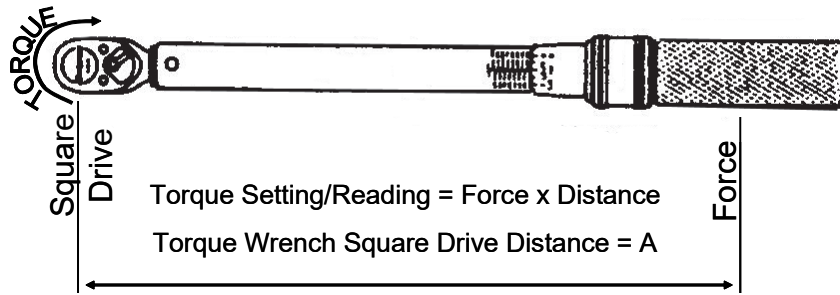 TORQUE
Square
Drive
Force
Torque Setting/Reading = Force x Distance
Torque Wrench Square Drive Distance = A